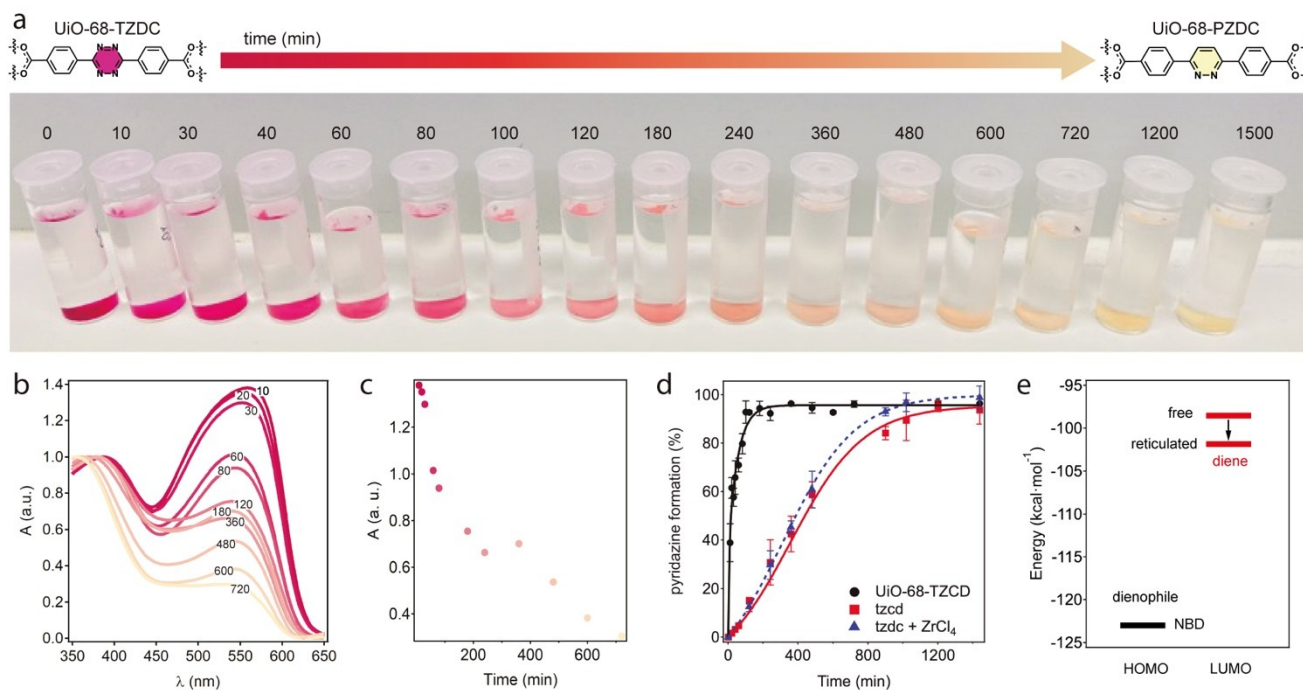 a
UiO-68-TZDC
time (min)
UiO-68-PZDC
O
O
N N
N N
O
O
O
O
N-N
O
O
0 10 30 40 60 80 100 120 180 240 360 480 600 720 1200 1500
b
A (a.u.)
1.4
1.2
1.0
0.8
0.6
0.4
0.2
0.0
10
20
30
60
80
120
180
360
480
600
720
350 400 450 500 550 600 650
λ (nm)
c
A (a. u.)
1.2
1.0
0.8
0.6
0.4
200 400 600
Time (min)
d
pyridazine formation (%)
100
80
60
40
20
0
UiO-68-TZCD
tzcd
tzdc + ZrCl4
0 400 800 1200
Time (min)
e
Energy (kcal·mol-1)
-95
-100
-105
-110
-115
-120
-125
free
reticulated
diene
dienophile
NBD
HOMO LUMO